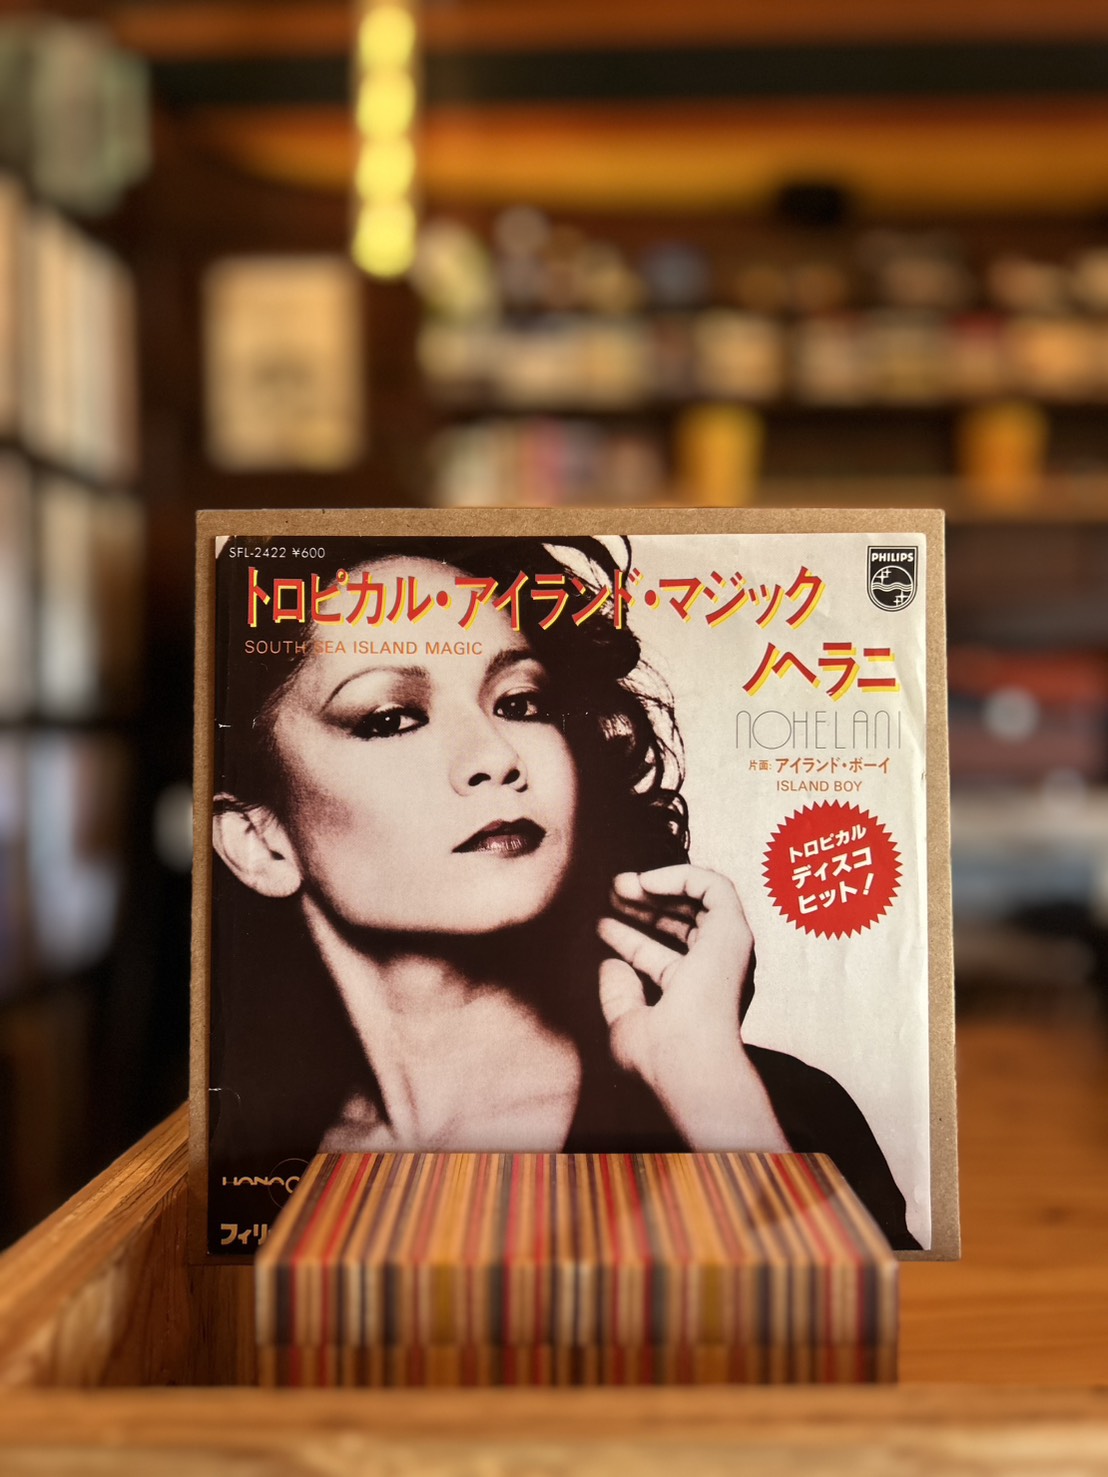 SFL-2422 ¥600
PHILIPS
トロピカル・アイランド・マジック
SOUTH SEA ISLAND MAGIC
ノヘラニ
NOHELANI
片面: アイランド・ボーイ
ISLAND BOY
トロピカル
ディスコ
ヒット!